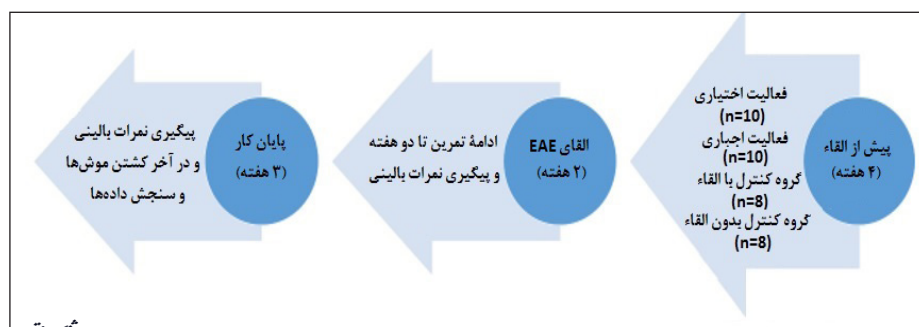 پیش از القاء
(۴ هفته)
فعالیت اختیاری
(n=10)
فعالیت اجباری
(n=10)
گروه کنترل با القاء
(n=8)
گروه کنترل بدون القاء
(n=8)
القای EAE
(۲ هفته)
ادامۀ تمرین تا دو هفته
و پیگیری نمرات بالینی
پایان کار
(۳ هفته)
پیگیری نمرات بالینی
و در آخر کشتن موش‌ها
و سنجش داده‌ها